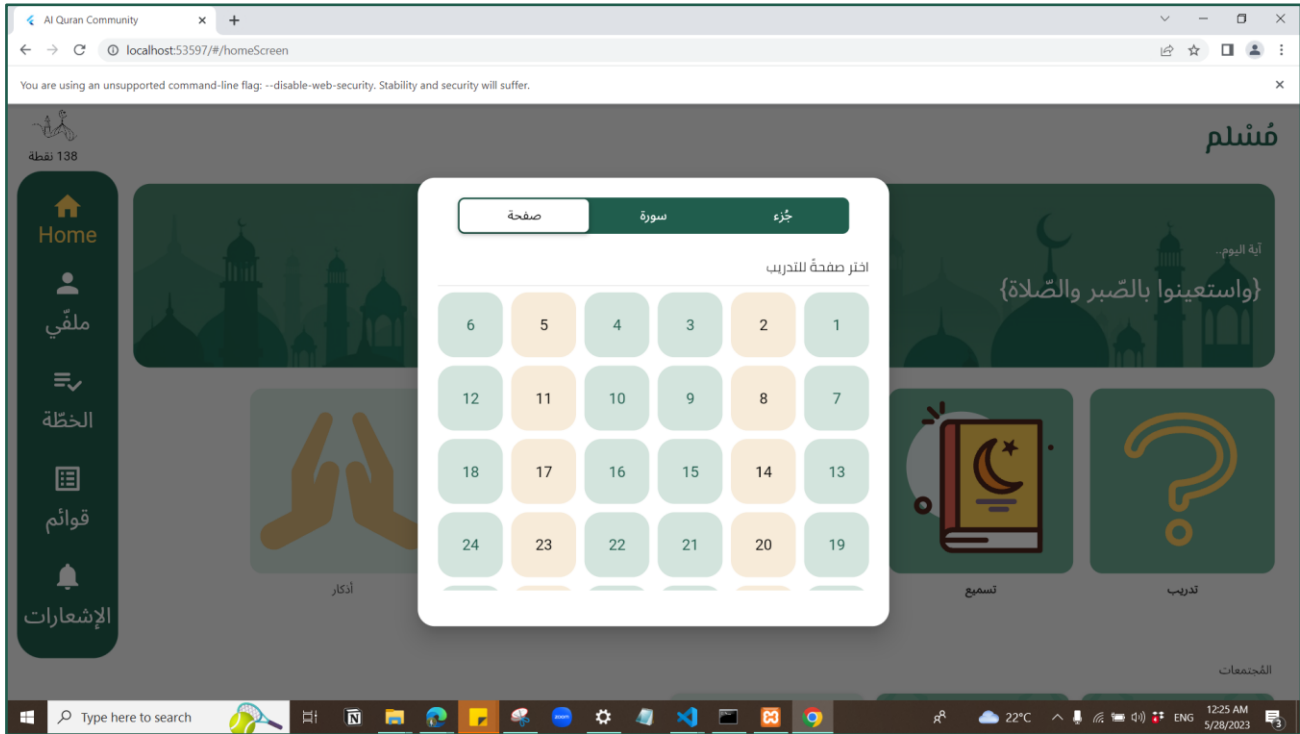 Al Quran Community
localhost:53597/#/homeScreen
You are using an unsupported command-line flag: --disable-web-security. Stability and security will suffer.
مُسْلم
138 نقطة
Home
ملفّي
الخطّة
قوائم
الإشعارات
آية اليوم..
{واستعينوا بالصّبر والصّلاة}
جُزء سورة صفحة
اختر صفحةً للتدريب
1 2 3 4 5 6
7 8 9 10 11 12
13 14 15 16 17 18
19 20 21 22 23 24
تدريب
تسميع
أذكار
المُجتمعات
Type here to search
zoom
22°C
ENG
12:25 AM
5/28/2023
3